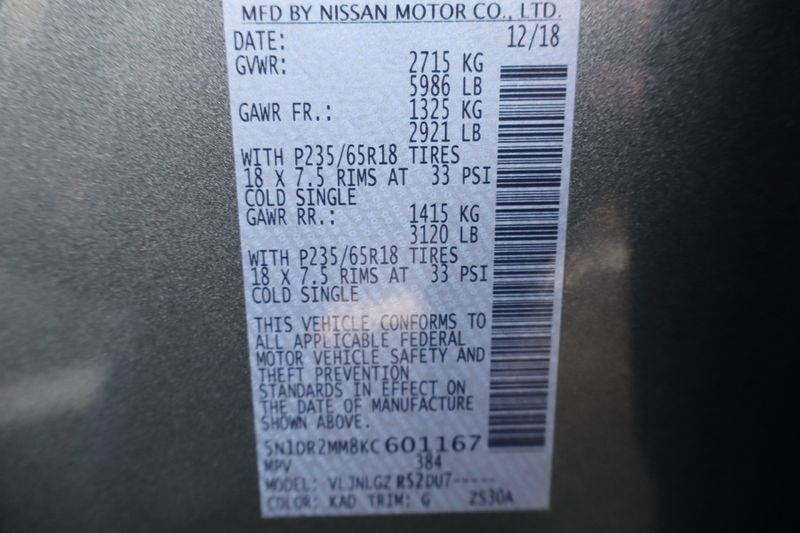 MFD BY NISSAN MOTOR CO., LTD.
DATE: 12/18
GVWR: 2715 KG
5986 LB
GAWR FR.: 1325 KG
2921 LB
WITH P235/65R18 TIRES
18 X 7.5 RIMS AT 33 PSI
COLD SINGLE
GAWR RR.: 1415 KG
3120 LB
WITH P235/65R18 TIRES
18 X 7.5 RIMS AT 33 PSI
COLD SINGLE
THIS VEHICLE CONFORMS TO
ALL APPLICABLE FEDERAL
MOTOR VEHICLE SAFETY AND
THEFT PREVENTION
STANDARDS IN EFFECT ON
THE DATE OF MANUFACTURE
SHOWN ABOVE.
5N1DR2MM8KC601167
MPV 384
MODEL: VLJNLGZ R52DU7-----
COLOR: KAD TRIM: G ZS30A